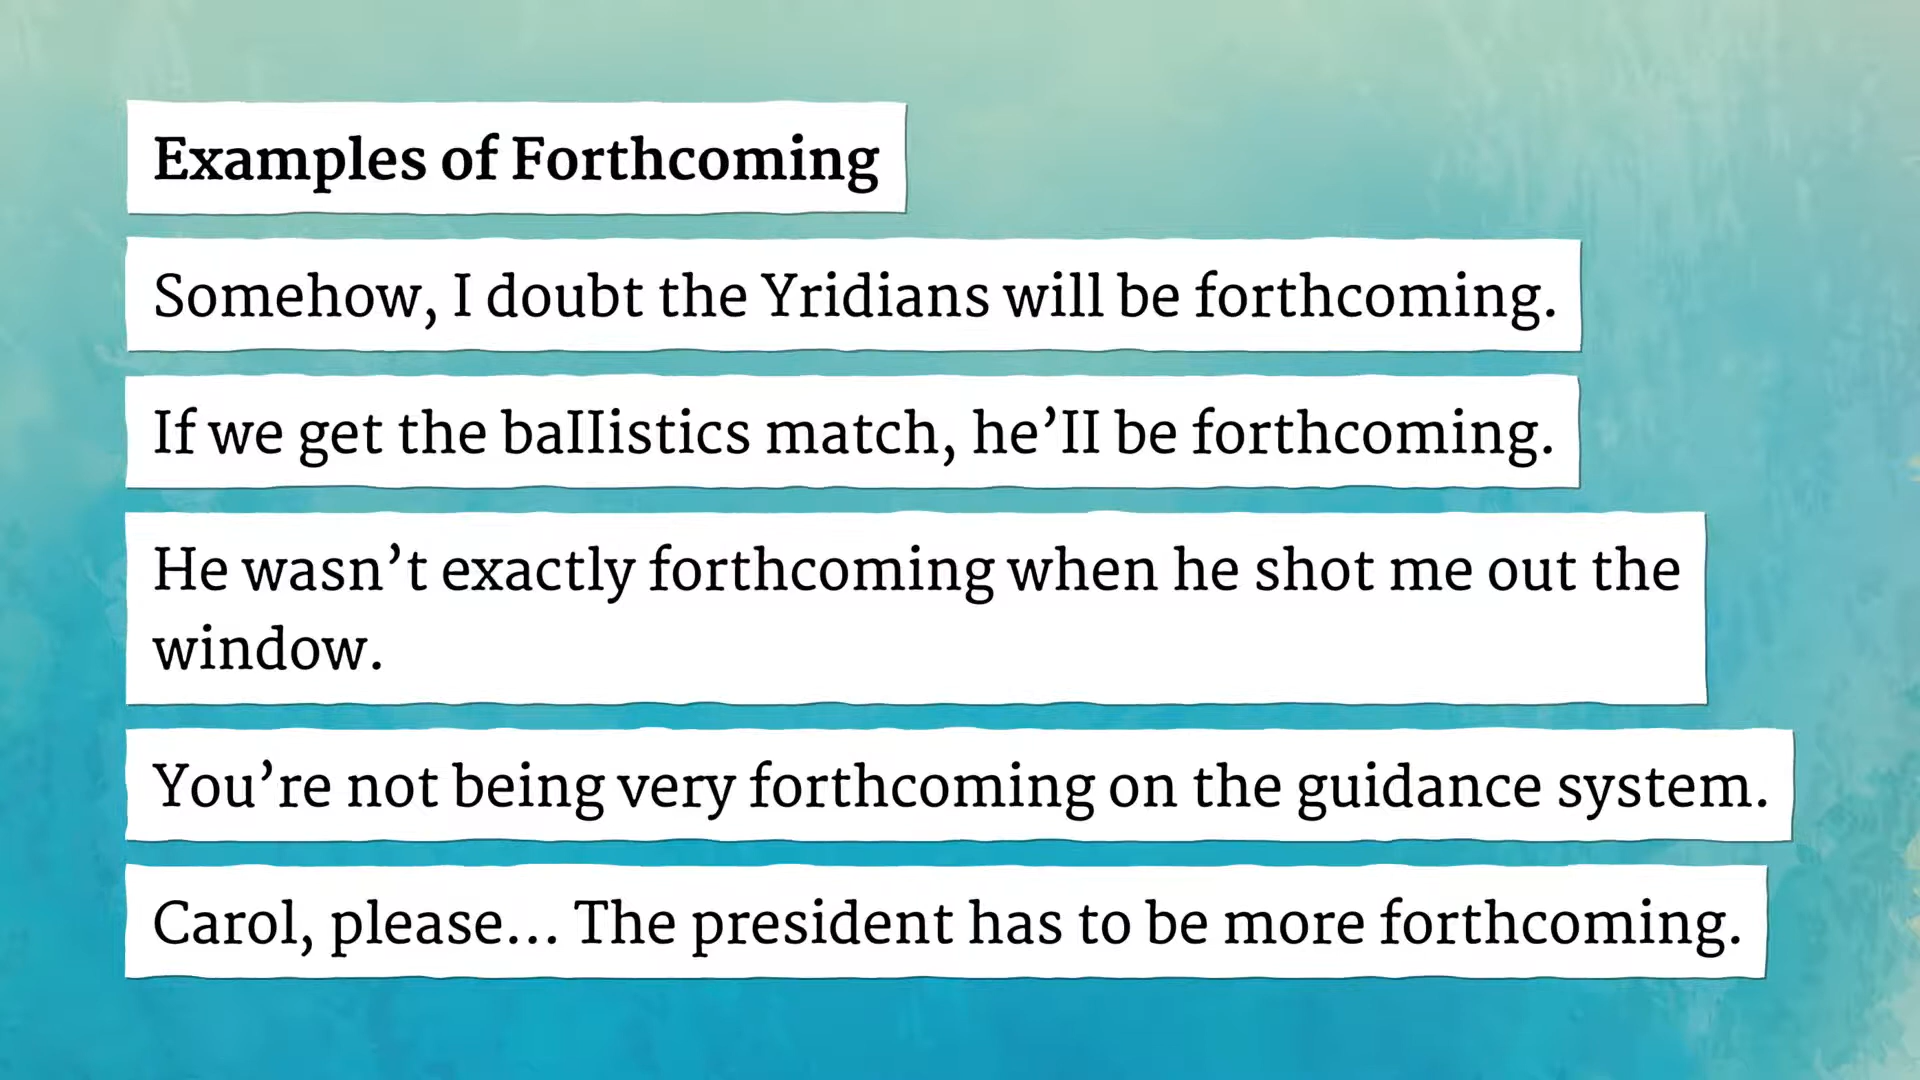 Examples of Forthcoming
Somehow, I doubt the Yridians will be forthcoming.
If we get the baIIistics match, he’II be forthcoming.
He wasn’t exactly forthcoming when he shot me out the
window.
You’re not being very forthcoming on the guidance system.
Carol, please... The president has to be more forthcoming.